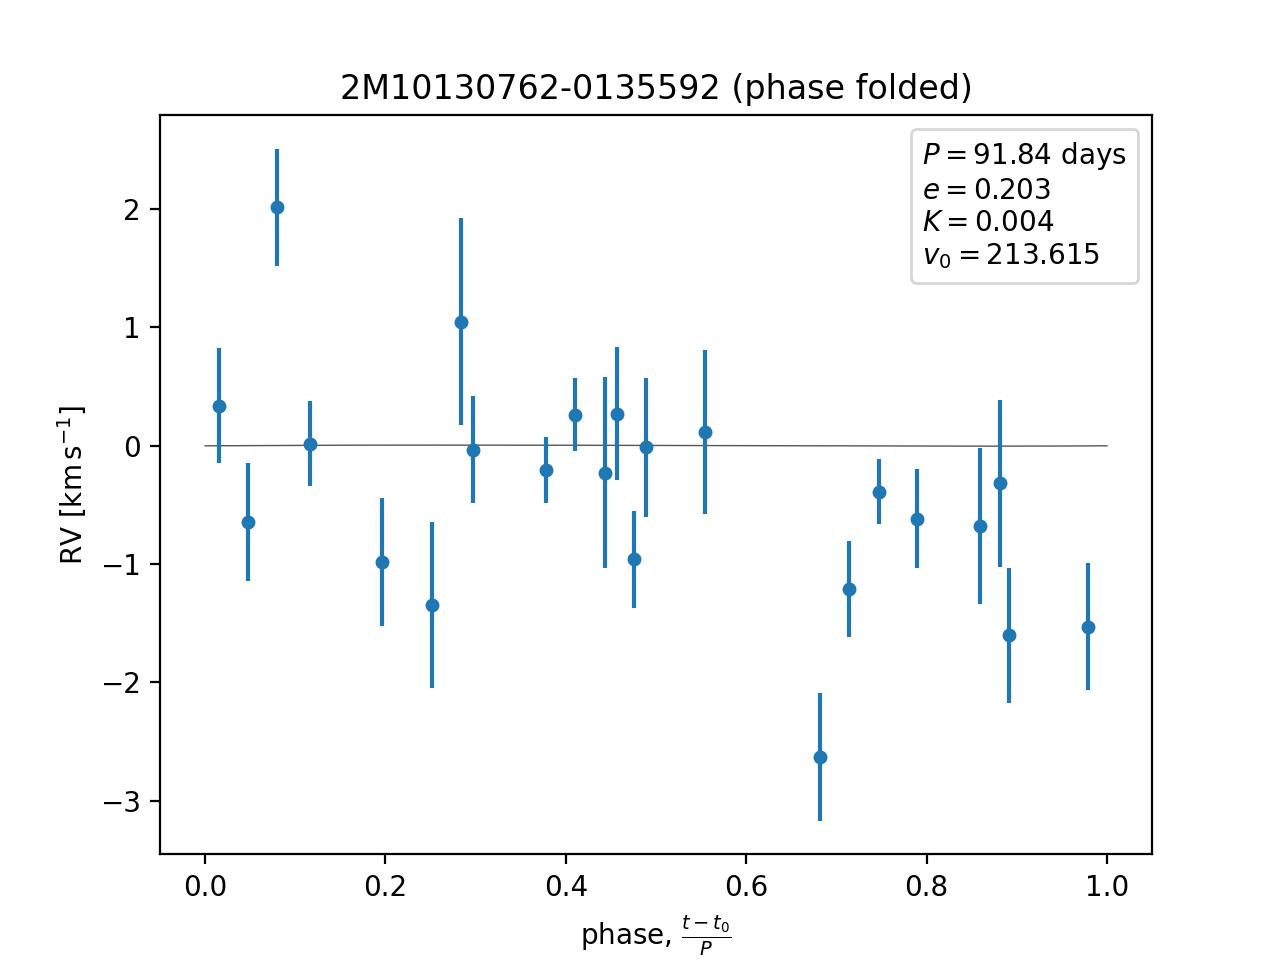 2M10130762-0135592 (phase folded)
P = 91.84 days
e = 0.203
K = 0.004
v₀ = 213.615
2
1
0
−1
−2
−3
RV [km s⁻¹]
0.0 0.2 0.4 0.6 0.8 1.0
phase, (t − t₀)/P